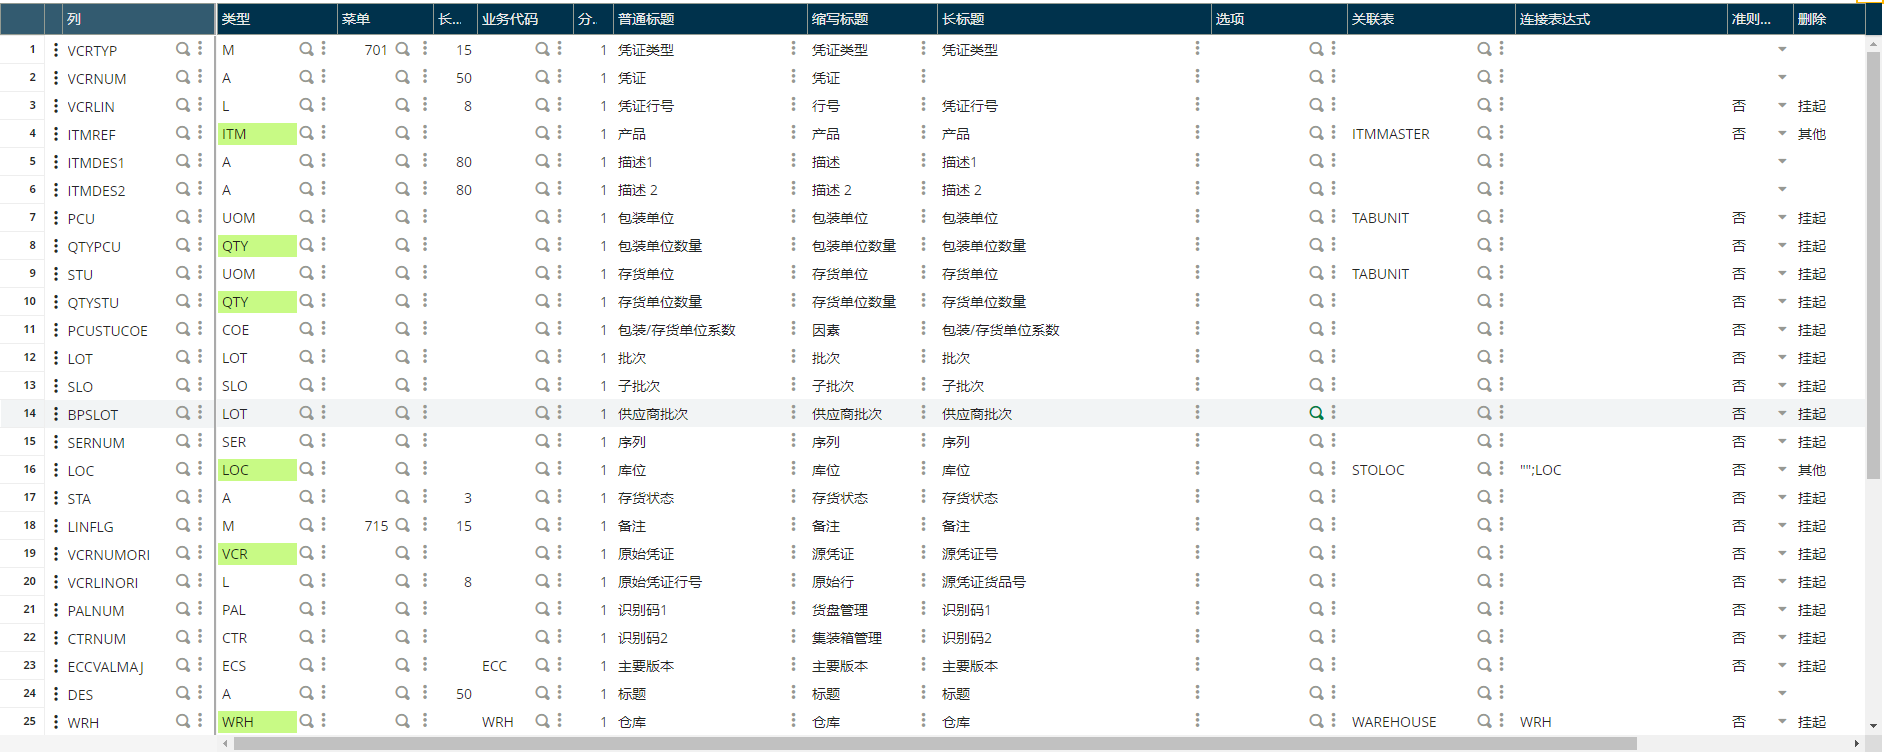 列 类型 菜单 长... 业务代码 分.. 普通标题 缩写标题 长标题 选项 关联表 连接表达式 准则... 删除
1 VCRTYP M 701 15 1 凭证类型 凭证类型 凭证类型
2 VCRNUM A 50 1 凭证 凭证
3 VCRLIN L 8 1 凭证行号 行号 凭证行号 否 挂起
4 ITMREF ITM 1 产品 产品 产品 ITMMASTER 否 其他
5 ITMDES1 A 80 1 描述1 描述 描述1
6 ITMDES2 A 80 1 描述 2 描述 2 描述 2
7 PCU UOM 1 包装单位 包装单位 包装单位 TABUNIT 否 挂起
8 QTYPCU QTY 1 包装单位数量 包装单位数量 包装单位数量 否 挂起
9 STU UOM 1 存货单位 存货单位 存货单位 TABUNIT 否 挂起
10 QTYSTU QTY 1 存货单位数量 存货单位数量 存货单位数量 否 挂起
11 PCUSTUCOE COE 1 包装/存货单位系数 因素 包装/存货单位系数 否 挂起
12 LOT LOT 1 批次 批次 批次 否 挂起
13 SLO SLO 1 子批次 子批次 子批次 否 挂起
14 BPSLOT LOT 1 供应商批次 供应商批次 供应商批次 否 挂起
15 SERNUM SER 1 序列 序列 序列 否 挂起
16 LOC LOC 1 库位 库位 库位 STOLOC "";LOC 否 其他
17 STA A 3 1 存货状态 存货状态 存货状态 否 挂起
18 LINFLG M 715 15 1 备注 备注 备注 否 挂起
19 VCRNUMORI VCR 1 原始凭证 源凭证 源凭证号 否 挂起
20 VCRLINORI L 8 1 原始凭证行号 原始行 源凭证货品号 否 挂起
21 PALNUM PAL 1 识别码1 货盘管理 识别码1 否 挂起
22 CTRNUM CTR 1 识别码2 集装箱管理 识别码2 否 挂起
23 ECCVALMAJ ECS ECC 1 主要版本 主要版本 主要版本 否 挂起
24 DES A 50 1 标题 标题 标题
25 WRH WRH WRH 1 仓库 仓库 仓库 WAREHOUSE WRH 否 挂起